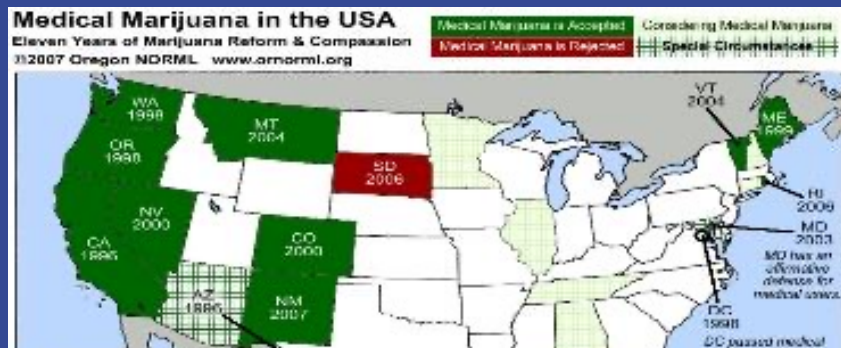 Medical Marijuana in the USA
Eleven Years of Marijuana Reform & Compassion
©2007 Oregon NORML www.ornorml.org
Medical Marijuana is Accepted
Considering Medical Marijuana
Medical Marijuana is Rejected
Special Circumstances
WA
1998
MT
2004
VT
2004
ME
1999
OR
1998
SD
2006
RI
2006
NV
2000
CA
1996
CO
2000
MD
2003
MD has an
affirmative
defense for
medical users.
AZ
1996
NM
2007
DC
1998
DC passed medical